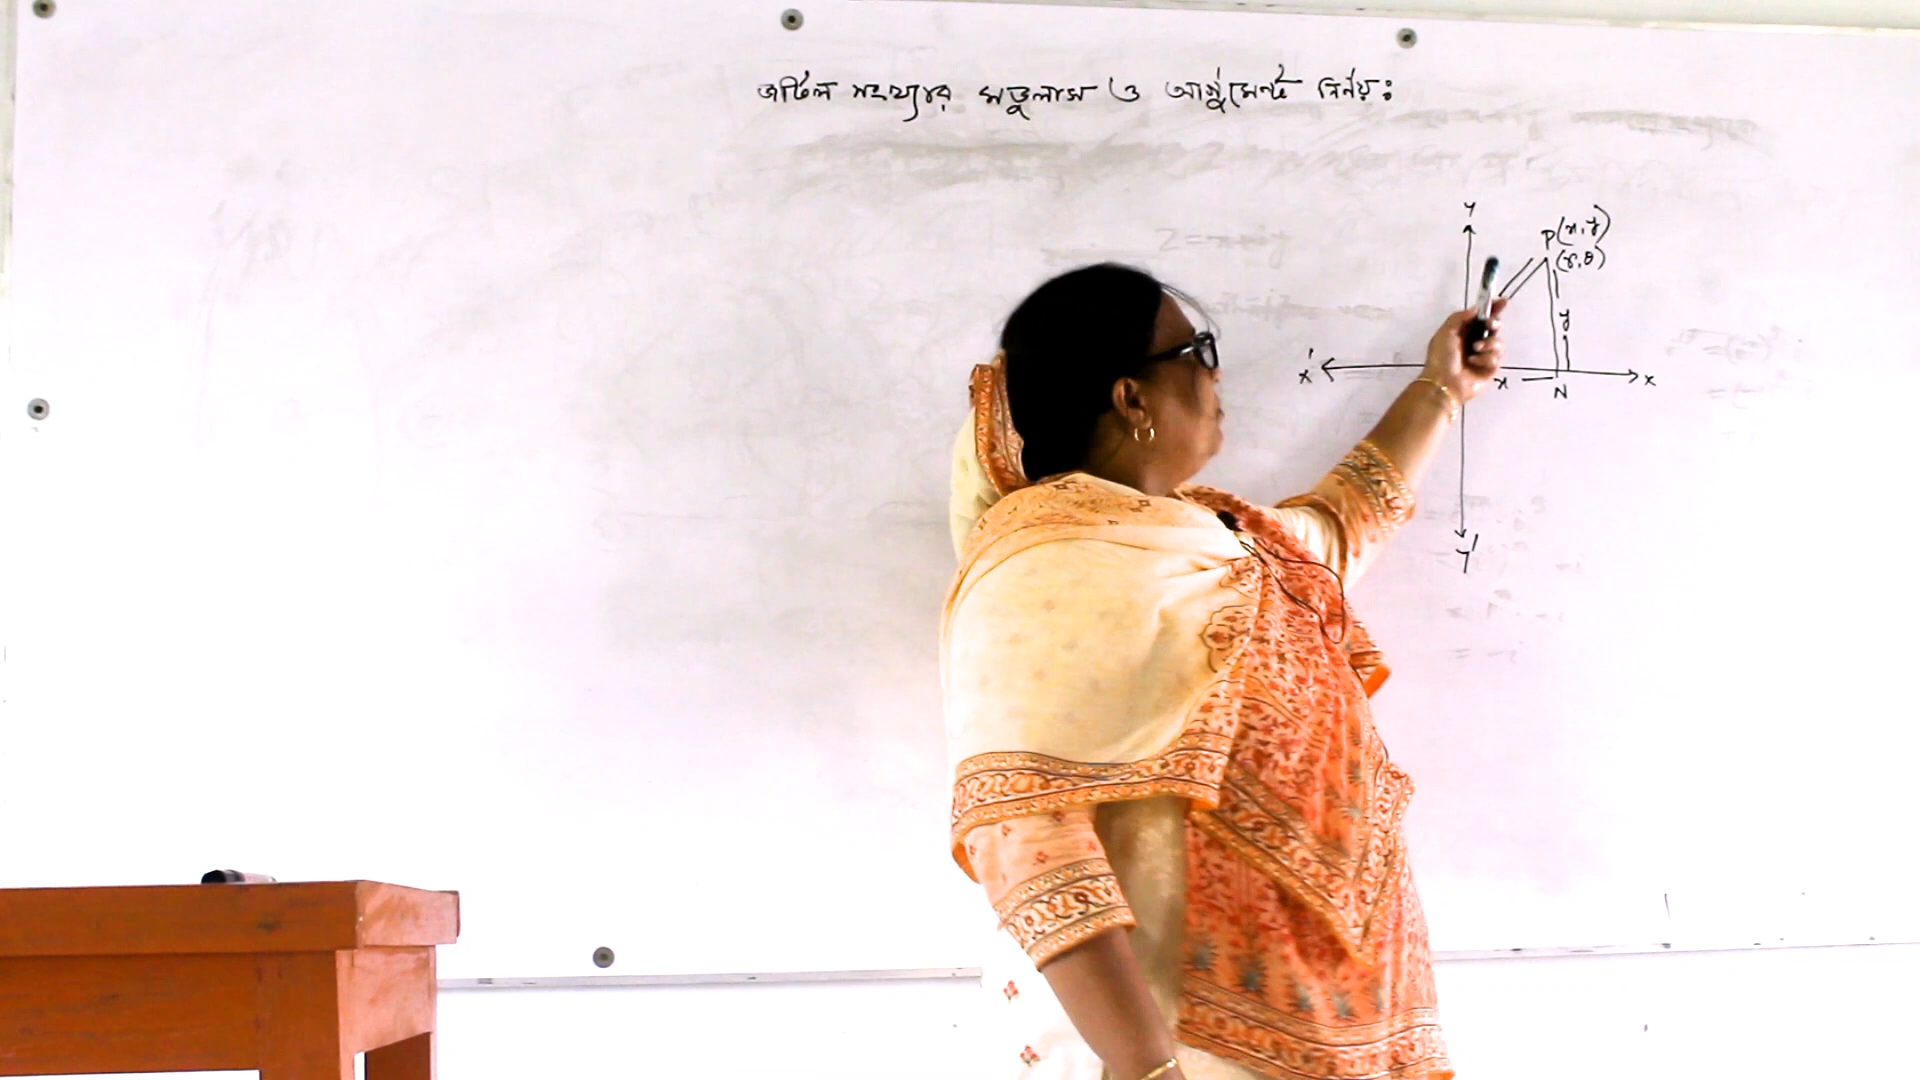 জটিল সংখ্যার মডুলাস ও আর্গুমেন্ট নির্ণয়:
Y
P(x, y)
(r, θ)
y
X' x N X
Y'